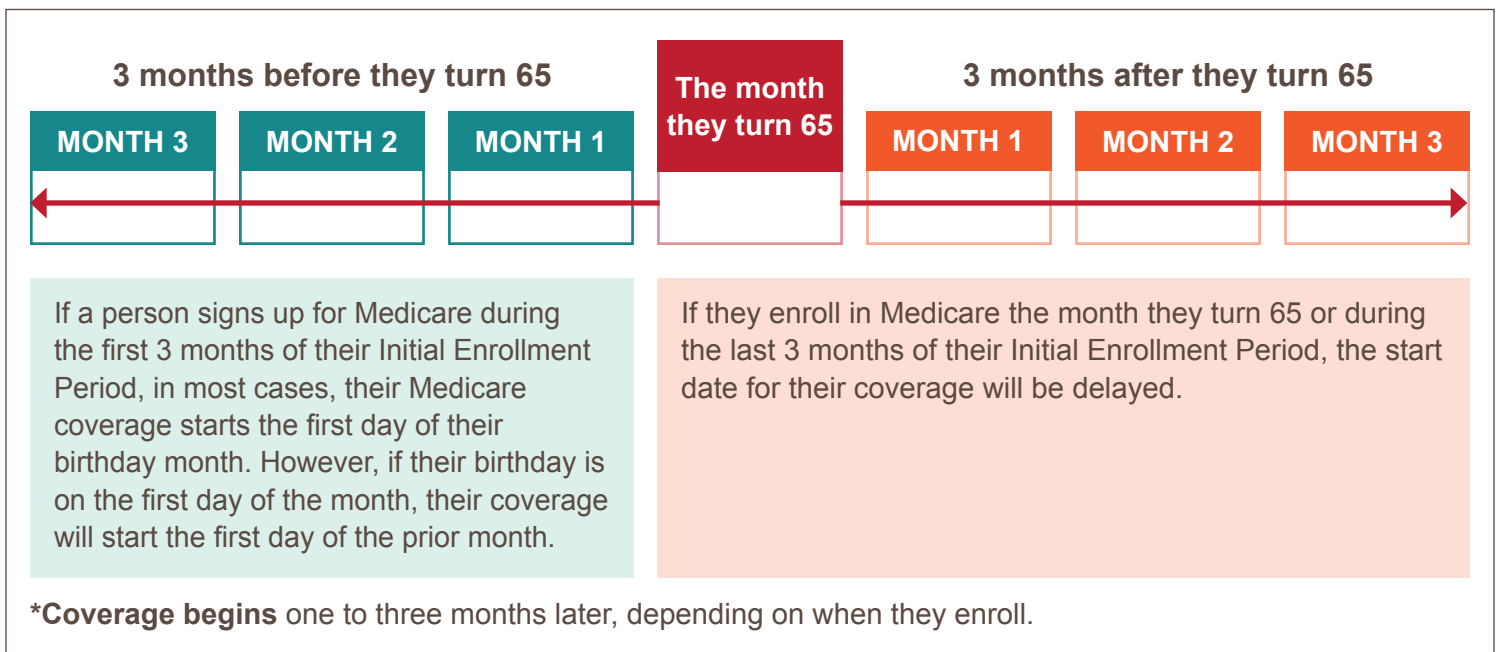 3 months before they turn 65
The month
they turn 65
3 months after they turn 65
MONTH 3
MONTH 2
MONTH 1
MONTH 1
MONTH 2
MONTH 3
If a person signs up for Medicare during
the first 3 months of their Initial Enrollment
Period, in most cases, their Medicare
coverage starts the first day of their
birthday month. However, if their birthday is
on the first day of the month, their coverage
will start the first day of the prior month.
If they enroll in Medicare the month they turn 65 or during
the last 3 months of their Initial Enrollment Period, the start
date for their coverage will be delayed.
*Coverage begins one to three months later, depending on when they enroll.